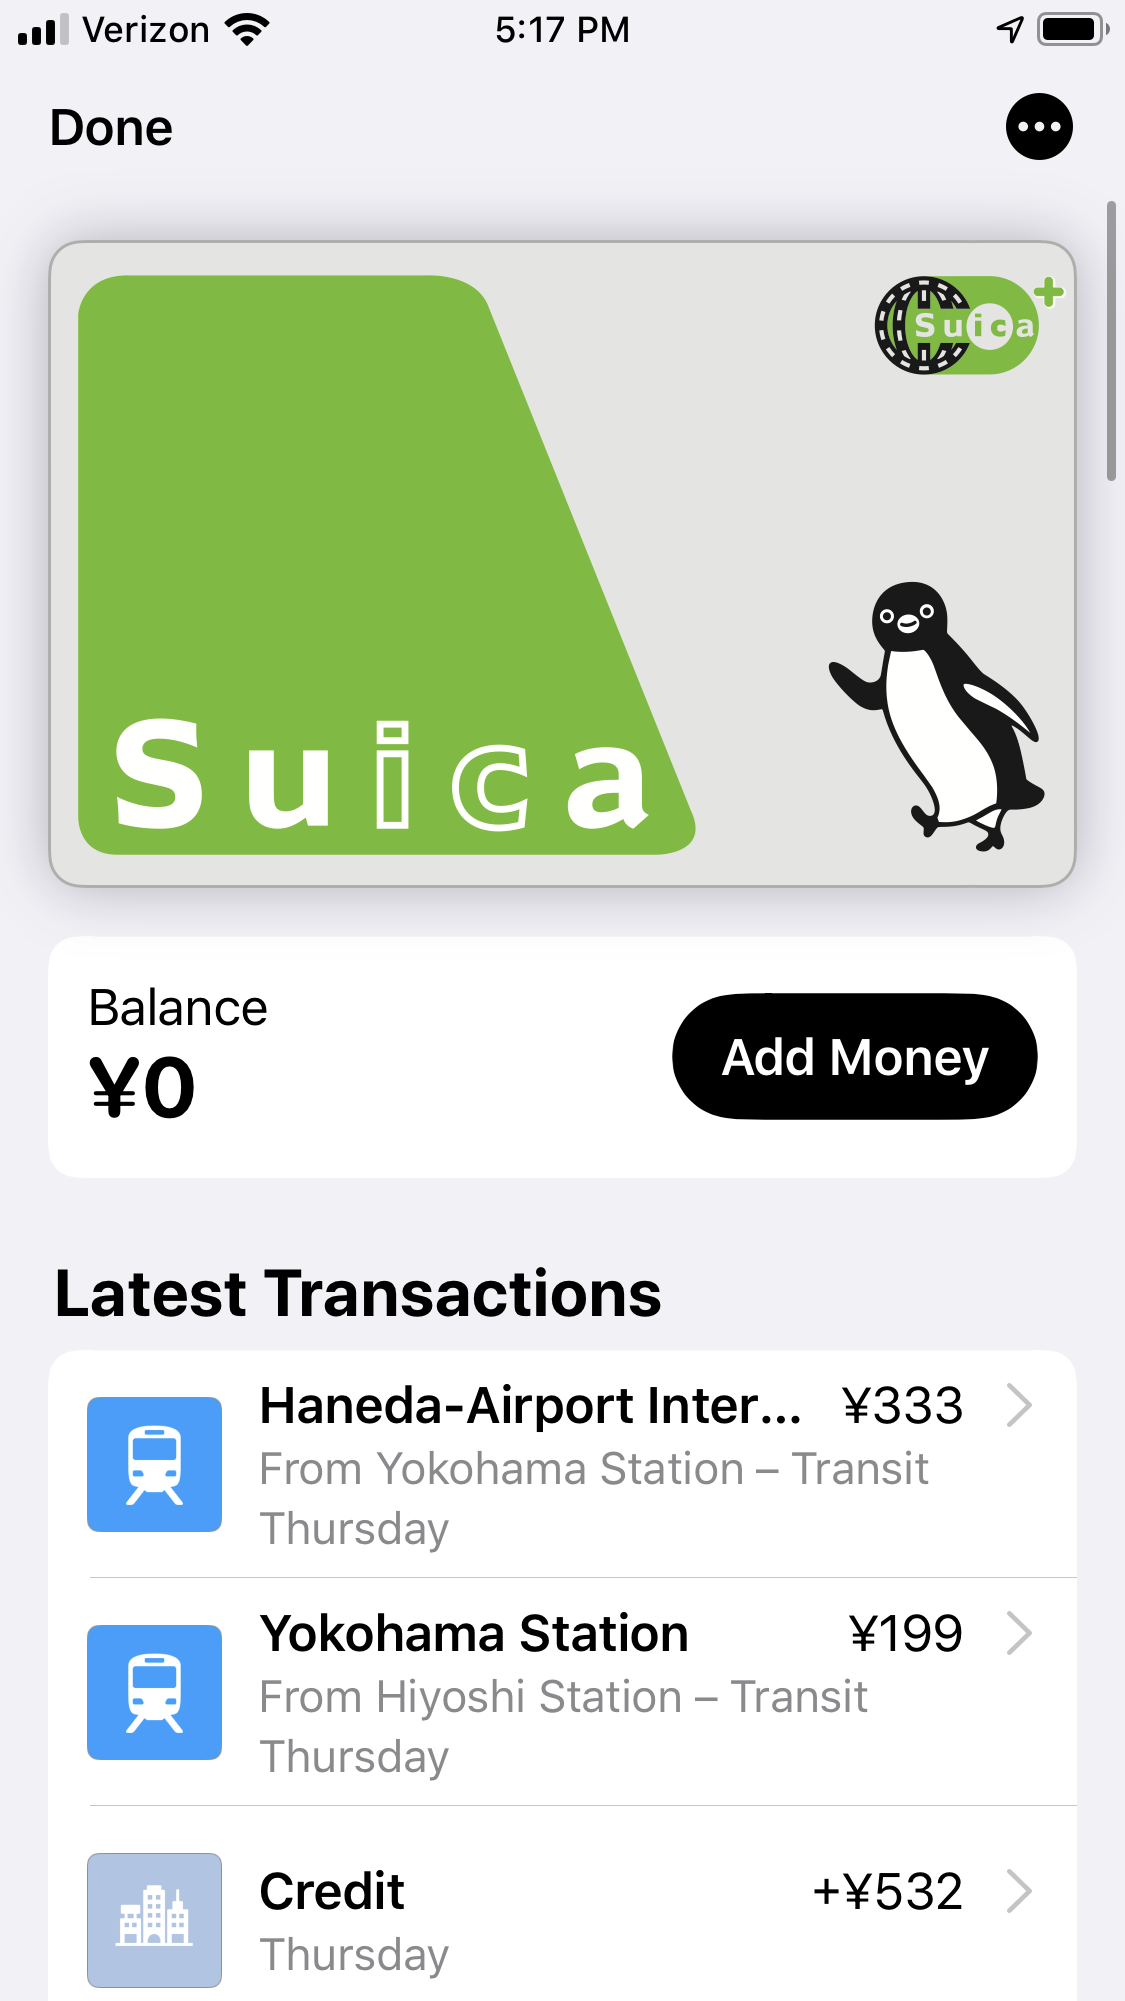 Verizon 5:17 PM
Done
Suica
Suica
Balance
¥0
Add Money
Latest Transactions
Haneda-Airport Inter... ¥333
From Yokohama Station – Transit
Thursday
Yokohama Station ¥199
From Hiyoshi Station – Transit
Thursday
Credit +¥532
Thursday